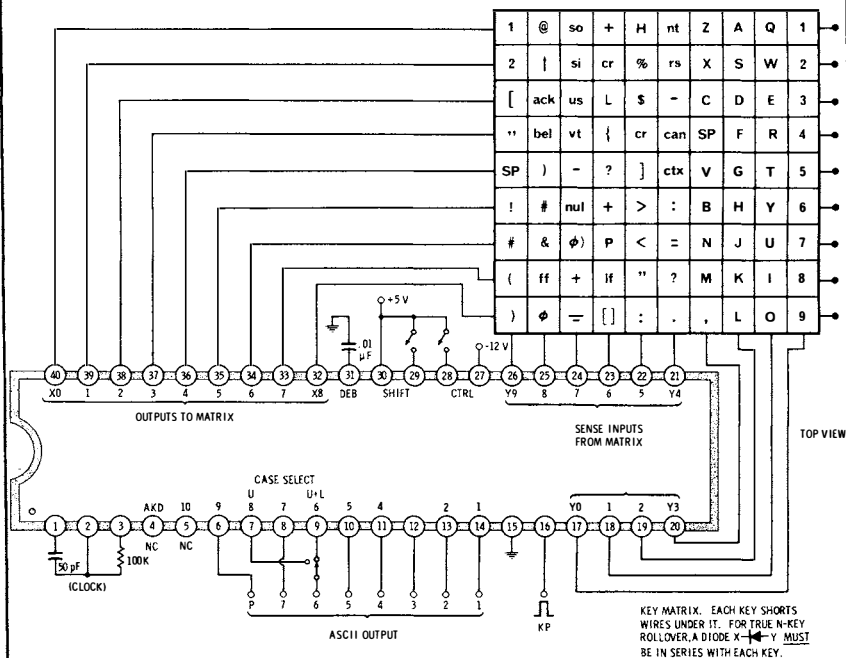 1 @ so + H nt Z A Q 1
2 † si cr % rs X S W 2
[ ack us L $ - C D E 3
" bel vt { cr can SP F R 4
SP ) - ? ] ctx V G T 5
! # nul + > : B H Y 6
# & φ) P < = N J U 7
( ff + lf " ? M K I 8
) φ = [ ] : . , L O 9
+5 V
.01 µF
-12 V
40 39 38 37 36 35 34 33 32 31 30 29 28 27 26 25 24 23 22 21
X0 1 2 3 4 5 6 7 X8 DEB SHIFT CTRL Y9 8 7 6 5 Y4
OUTPUTS TO MATRIX
SENSE INPUTS
FROM MATRIX
TOP VIEW
CASE SELECT
AKD 10 9 U 8 7 U+L 6 5 4 2 1 Y0 1 2 Y3
1 2 3 4 5 6 7 8 9 10 11 12 13 14 15 16 17 18 19 20
NC NC
50 pF
100K
(CLOCK)
P 7 6 5 4 3 2 1
KP
ASCII OUTPUT
KEY MATRIX. EACH KEY SHORTS
WIRES UNDER IT. FOR TRUE N-KEY
ROLLOVER, A DIODE X Y MUST
BE IN SERIES WITH EACH KEY.